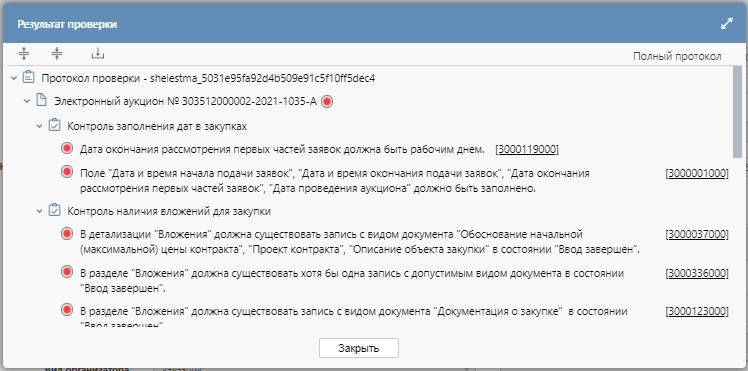 Результат проверки
Полный протокол
Протокол проверки - shelestma_5031e95fa92d4b509e91c5f10ff5dec4
Электронный аукцион № 303512000002-2021-1035-А
Контроль заполнения дат в закупках
Дата окончания рассмотрения первых частей заявок должна быть рабочим днем. [3000119000]
Поле "Дата и время начала подачи заявок", "Дата и время окончания подачи заявок", "Дата окончания [3000001000]
рассмотрения первых частей заявок", "Дата проведения аукциона" должно быть заполнено.
Контроль наличия вложений для закупки
В детализации "Вложения" должна существовать запись с видом документа "Обоснование начальной [3000037000]
(максимальной) цены контракта", "Проект контракта", "Описание объекта закупки" в состоянии "Ввод завершен".
В разделе "Вложения" должна существовать хотя бы одна запись с допустимым видом документа в состоянии [3000336000]
"Ввод завершен".
В разделе "Вложения" должна существовать запись с видом документа "Документация о закупке" в состоянии [3000123000]
"Ввод завершен"
Закрыть
Вид организатора Заказчик